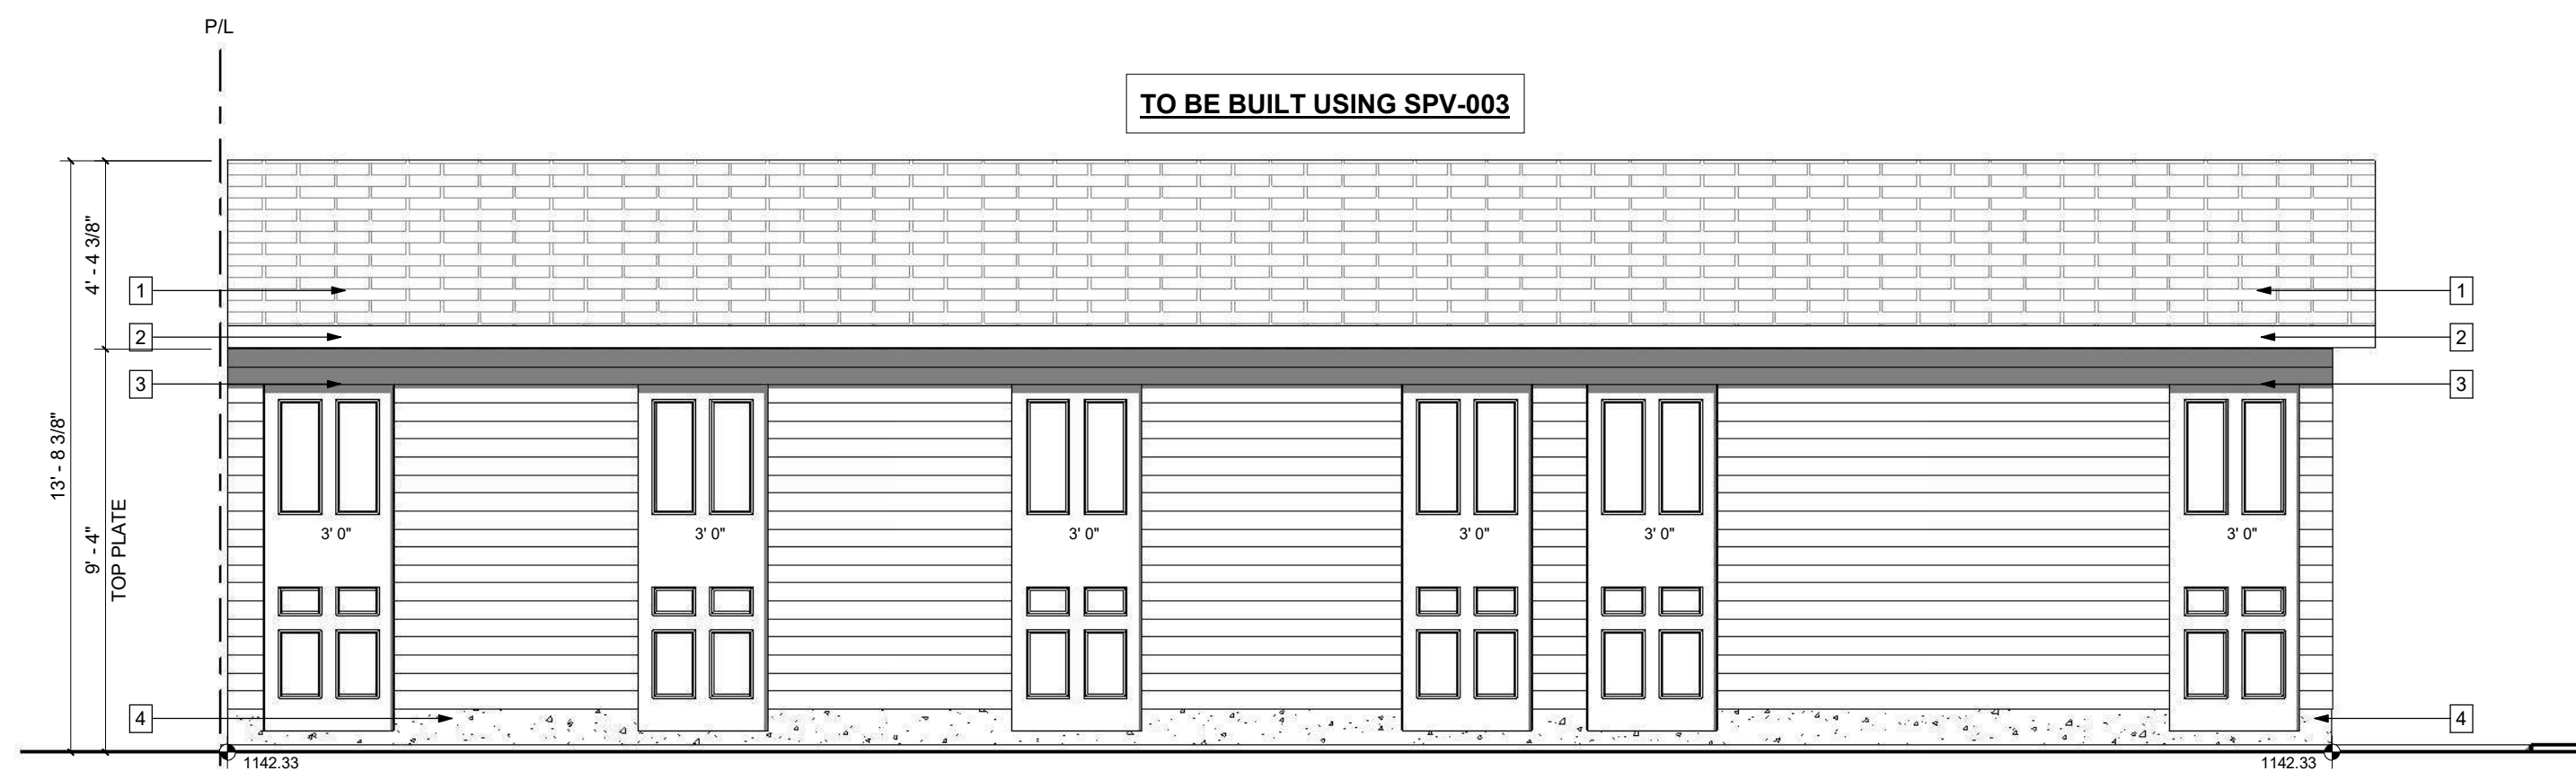 P/L
TO BE BUILT USING SPV-003
4' - 4 3/8"
13' - 8 3/8"
9' - 4"
TOP PLATE
1
1
2
2
3
3
3' 0"
3' 0"
3' 0"
3' 0"
3' 0"
3' 0"
4
4
1142.33
1142.33